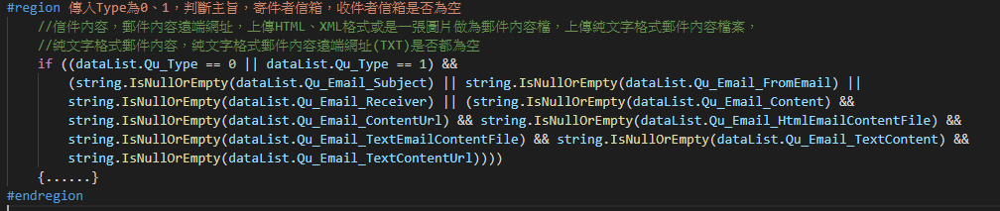 #region 傳入Type為0、1，判斷主旨，寄件者信箱，收件者信箱是否為空
//信件內容，郵件內容遠端網址，上傳HTML、XML格式或是一張圖片做為郵件內容檔，上傳純文字格式郵件內容檔案，
//純文字格式郵件內容，純文字格式郵件內容遠端網址(TXT)是否都為空
if ((dataList.Qu_Type == 0 || dataList.Qu_Type == 1) &&
(string.IsNullOrEmpty(dataList.Qu_Email_Subject) || string.IsNullOrEmpty(dataList.Qu_Email_FromEmail) ||
string.IsNullOrEmpty(dataList.Qu_Email_Receiver) || (string.IsNullOrEmpty(dataList.Qu_Email_Content) &&
string.IsNullOrEmpty(dataList.Qu_Email_ContentUrl) && string.IsNullOrEmpty(dataList.Qu_Email_HtmlEmailContentFile) &&
string.IsNullOrEmpty(dataList.Qu_Email_TextEmailContentFile) && string.IsNullOrEmpty(dataList.Qu_Email_TextContent) &&
string.IsNullOrEmpty(dataList.Qu_Email_TextContentUrl))))
{......}
#endregion